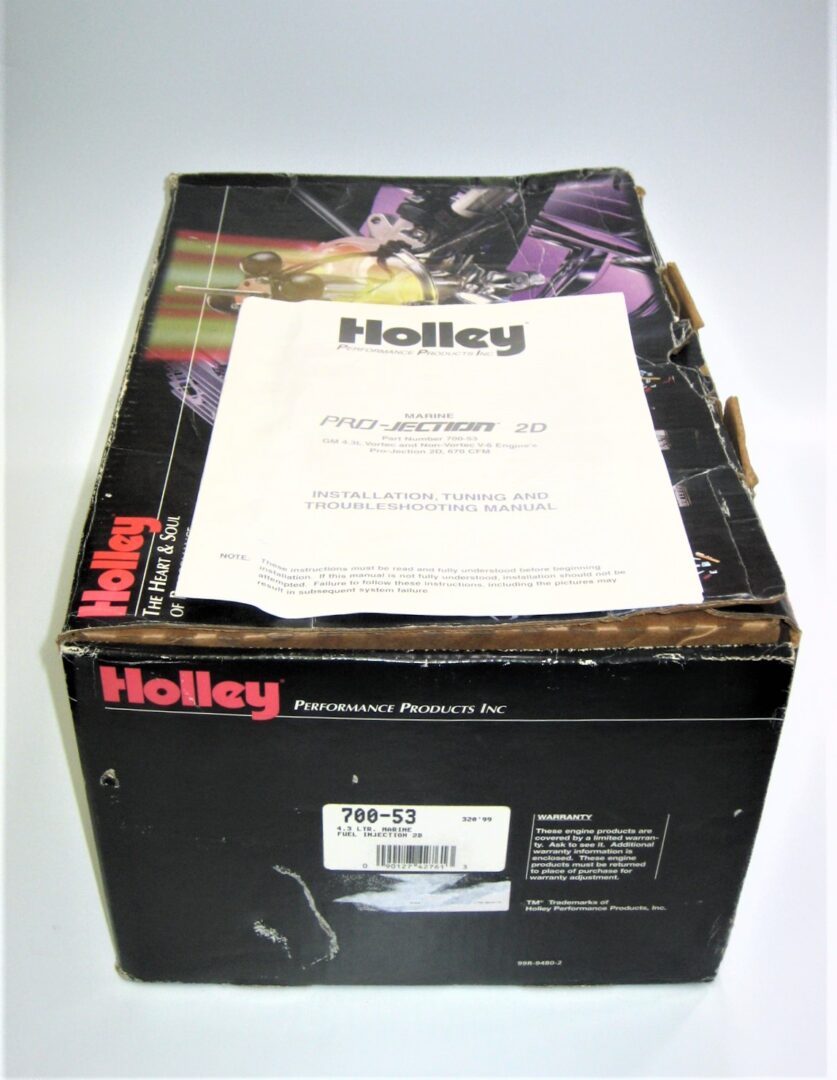 Holley
PERFORMANCE PRODUCTS INC
MARINE
PRO-JECTION 2D
Part Number 700-53
GM 4.3L Vortec and Non-Vortec V-6 Engine's
Pro-Jection 2D, 670 CFM
INSTALLATION, TUNING AND
TROUBLESHOOTING MANUAL
NOTE: These instructions must be read and fully understood before beginning
installation. If this manual is not fully understood, installation should not be
attempted. Failure to follow these instructions, including the pictures may
result in subsequent system failure
Holley
THE HEART & SOUL
OF
Holley
PERFORMANCE PRODUCTS INC
700-53
320'99
4.3 LTR. MARINE
FUEL INJECTION 2D
0 90127 42761 3
WARRANTY
These engine products are
covered by a limited warran-
ty. Ask to see it. Additional
warranty information is
enclosed. These engine
products must be returned
to place of purchase for
warranty adjustment.
TM* Trademarks of
Holley Performance Products, Inc.
99R-9480-2